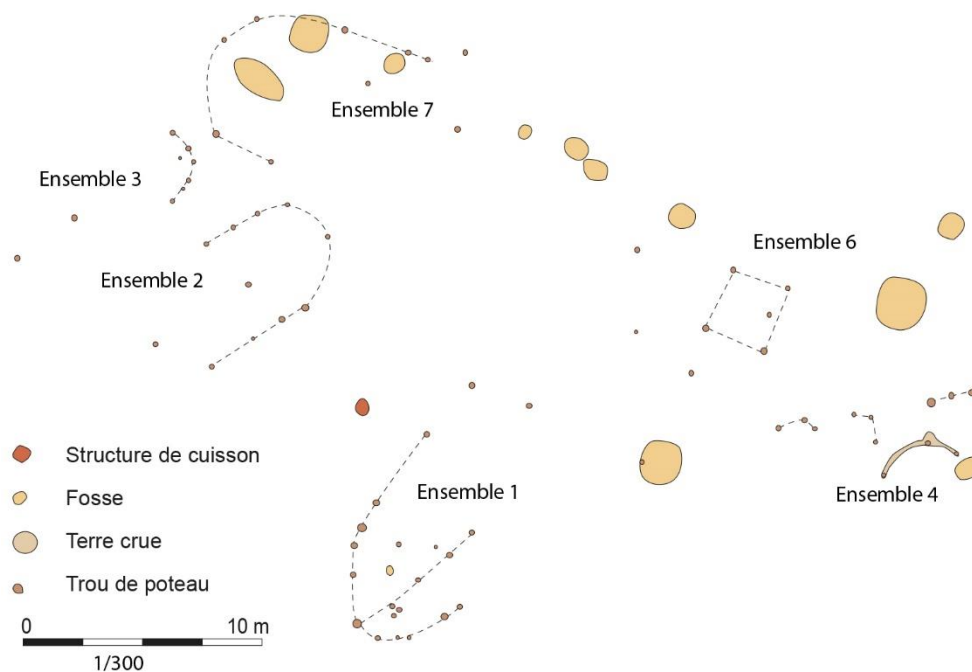 Ensemble 7
Ensemble 3
Ensemble 6
Ensemble 2
Ensemble 1
Ensemble 4
Structure de cuisson
Fosse
Terre crue
Trou de poteau
0 10 m
1/300